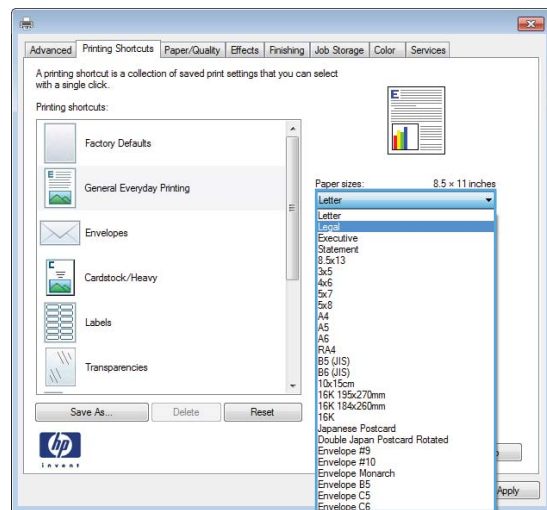 Advanced Printing Shortcuts Paper/Quality Effects Finishing Job Storage Color Services
A printing shortcut is a collection of saved print settings that you can select
with a single click.
Printing shortcuts:
Factory Defaults
General Everyday Printing
Envelopes
Cardstock/Heavy
Labels
Transparencies
Save As... Delete Reset
hp
invent
E
E
C
Paper sizes: 8.5 × 11 inches
Letter
Letter
Legal
Executive
Statement
8.5x13
3x5
4x6
5x7
5x8
A4
A5
A6
RA4
B5 (JIS)
B6 (JIS)
10x15cm
16K 195x270mm
16K 184x260mm
16K
Japanese Postcard
Double Japan Postcard Rotated
Envelope #9
Envelope #10
Envelope Monarch
Envelope B5
Envelope C5
Envelope C6
Apply